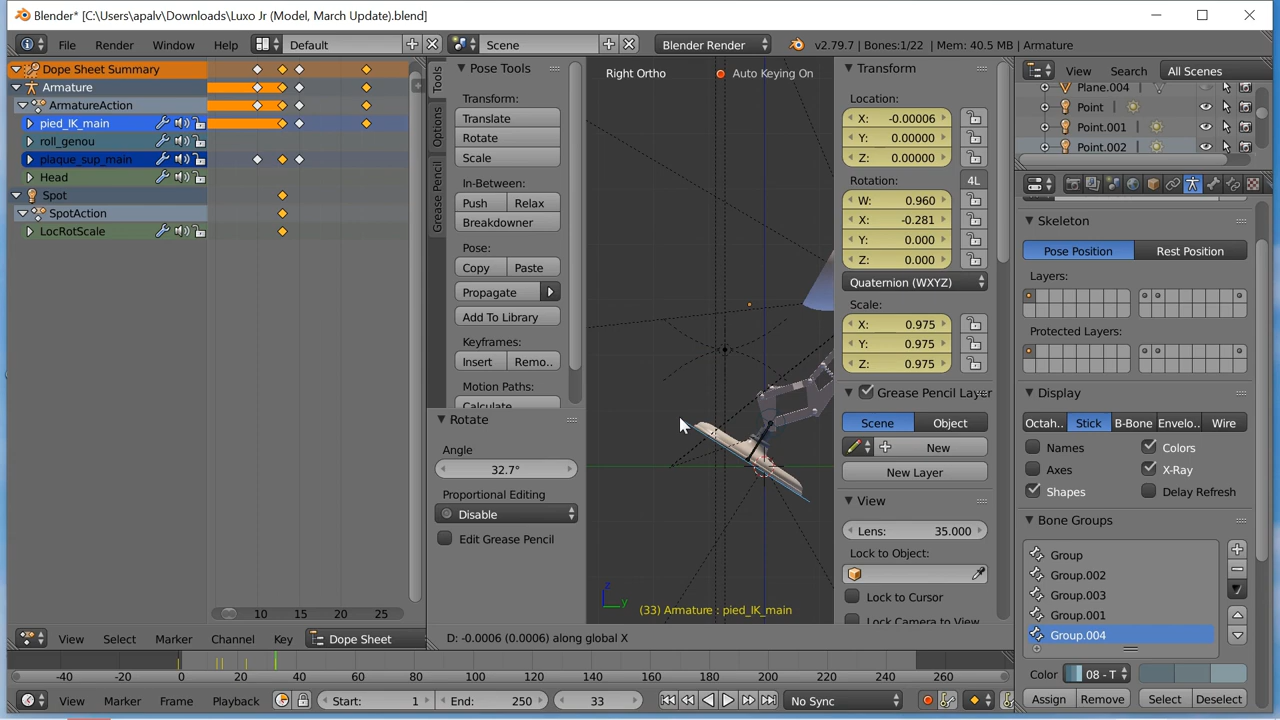 Blender* [C:\Users\apalv\Downloads\Luxo Jr (Model, March Update).blend]
File Render Window Help Default Scene Blender Render v2.79.7 | Bones:1/22 | Mem: 40.5 MB | Armature
Dope Sheet Summary
Armature
ArmatureAction
pied_IK_main
roll_genou
plaque_sup_main
Head
Spot
SpotAction
LocRotScale
10 15 20 25
View Select Marker Channel Key Dope Sheet
Tools
Options
Grease Pencil
Pose Tools
Transform:
Translate
Rotate
Scale
In-Between:
Push Relax
Breakdowner
Pose:
Copy Paste
Propagate
Add To Library
Keyframes:
Insert Remo..
Motion Paths:
Calculate
Rotate
Angle
32.7°
Proportional Editing
Disable
Edit Grease Pencil
Right Ortho
Auto Keying On
z
y
(33) Armature : pied_IK_main
D: -0.0006 (0.0006) along global X
Transform
Location:
X: -0.00006
Y: 0.00000
Z: 0.00000
Rotation: 4L
W: 0.960
X: -0.281
Y: 0.000
Z: 0.000
Quaternion (WXYZ)
Scale:
X: 0.975
Y: 0.975
Z: 0.975
Grease Pencil Layer
Scene Object
New
New Layer
View
Lens: 35.000
Lock to Object:
Lock to Cursor
Lock Camera to View
View Search All Scenes
Plane.004
Point
Point.001
Point.002
Skeleton
Pose Position Rest Position
Layers:
Protected Layers:
Display
Octah.. Stick B-Bone Envelo.. Wire
Names Colors
Axes X-Ray
Shapes Delay Refresh
Bone Groups
Group
Group.002
Group.003
Group.001
Group.004
Color 08 - T
Assign Remove Select Deselect
-40 -20 0 20 40 60 80 100 120 140 160 180 200 220 240 260
View Marker Frame Playback Start: 1 End: 250 33 No Sync